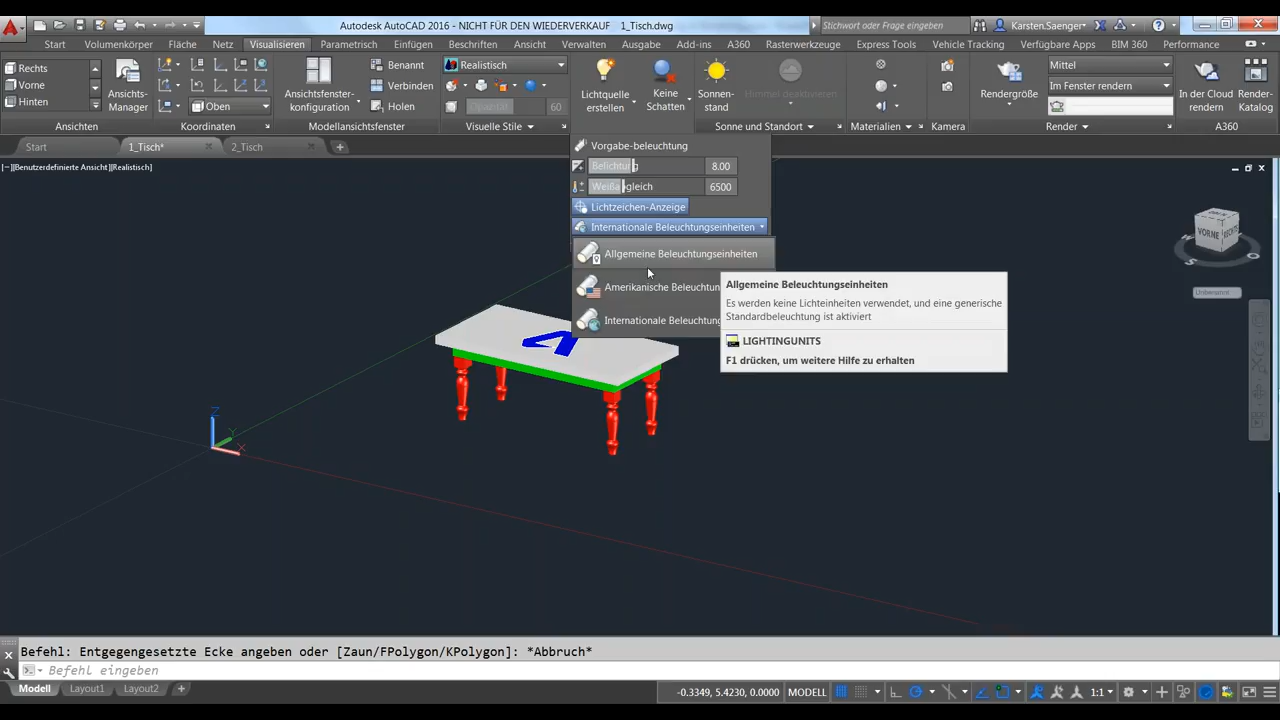 Autodesk AutoCAD 2016 - NICHT FÜR DEN WIEDERVERKAUF 1_Tisch.dwg
Stichwort oder Frage eingeben
Karsten.Saenger
Start Volumenkörper Fläche Netz Visualisieren Parametrisch Einfügen Beschriften Ansicht Verwalten Ausgabe Add-ins A360 Rasterwerkzeuge Express Tools Vehicle Tracking Verfügbare Apps BIM 360 Performance
Rechts
Vorne
Hinten
Ansichts-
Manager
Ansichten
Oben
Koordinaten
Ansichtsfenster-
konfiguration
Benannt
Verbinden
Holen
Modellansichtsfenster
Realistisch
Opazität 60
Visuelle Stile
Lichtquelle
erstellen
Keine
Schatten
Sonnen-
stand
Himmel deaktivieren
Sonne und Standort
Materialien
Kamera
Rendergröße
Mittel
Im Fenster rendern
Render
In der Cloud
rendern
Render-
Katalog
A360
Start 1_Tisch* 2_Tisch
[−][Benutzerdefinierte Ansicht][Realistisch]
Vorgabe-beleuchtung
Belichtung 8.00
Weißabgleich 6500
Lichtzeichen-Anzeige
Internationale Beleuchtungseinheiten
Allgemeine Beleuchtungseinheiten
Amerikanische Beleuchtun
Internationale Beleuchtung
Allgemeine Beleuchtungseinheiten
Es werden keine Lichteinheiten verwendet, und eine generische
Standardbeleuchtung ist aktiviert
LIGHTINGUNITS
F1 drücken, um weitere Hilfe zu erhalten
VORNE
Unbenannt
Z
Y
X
Befehl: Entgegengesetzte Ecke angeben oder [Zaun/FPolygon/KPolygon]: *Abbruch*
Befehl eingeben
Modell Layout1 Layout2 +
-0.3349, 5.4230, 0.0000 MODELL 1:1